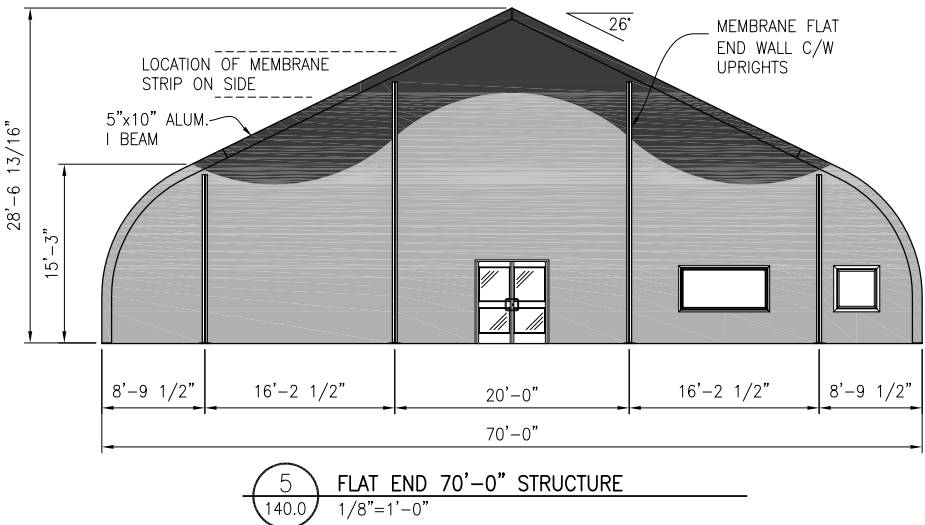 26°
MEMBRANE FLAT
END WALL C/W
UPRIGHTS
LOCATION OF MEMBRANE
STRIP ON SIDE
5"x10" ALUM.
I BEAM
28'-6 13/16"
15'-3"
8'-9 1/2"
16'-2 1/2"
20'-0"
16'-2 1/2"
8'-9 1/2"
70'-0"
5
140.0
FLAT END 70'-0" STRUCTURE
1/8"=1'-0"